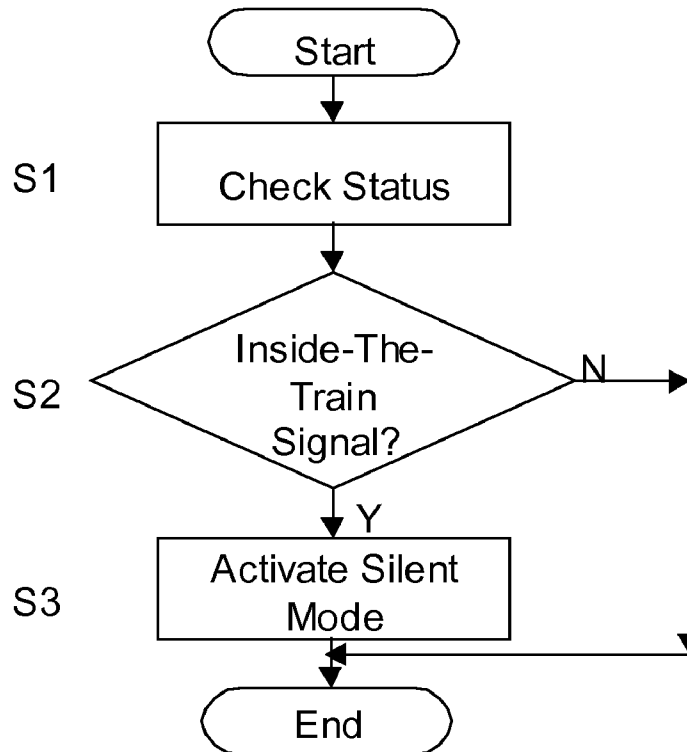 Start
S1
Check Status
S2
Inside-The-
Train
Signal?
N
Y
S3
Activate Silent
Mode
End